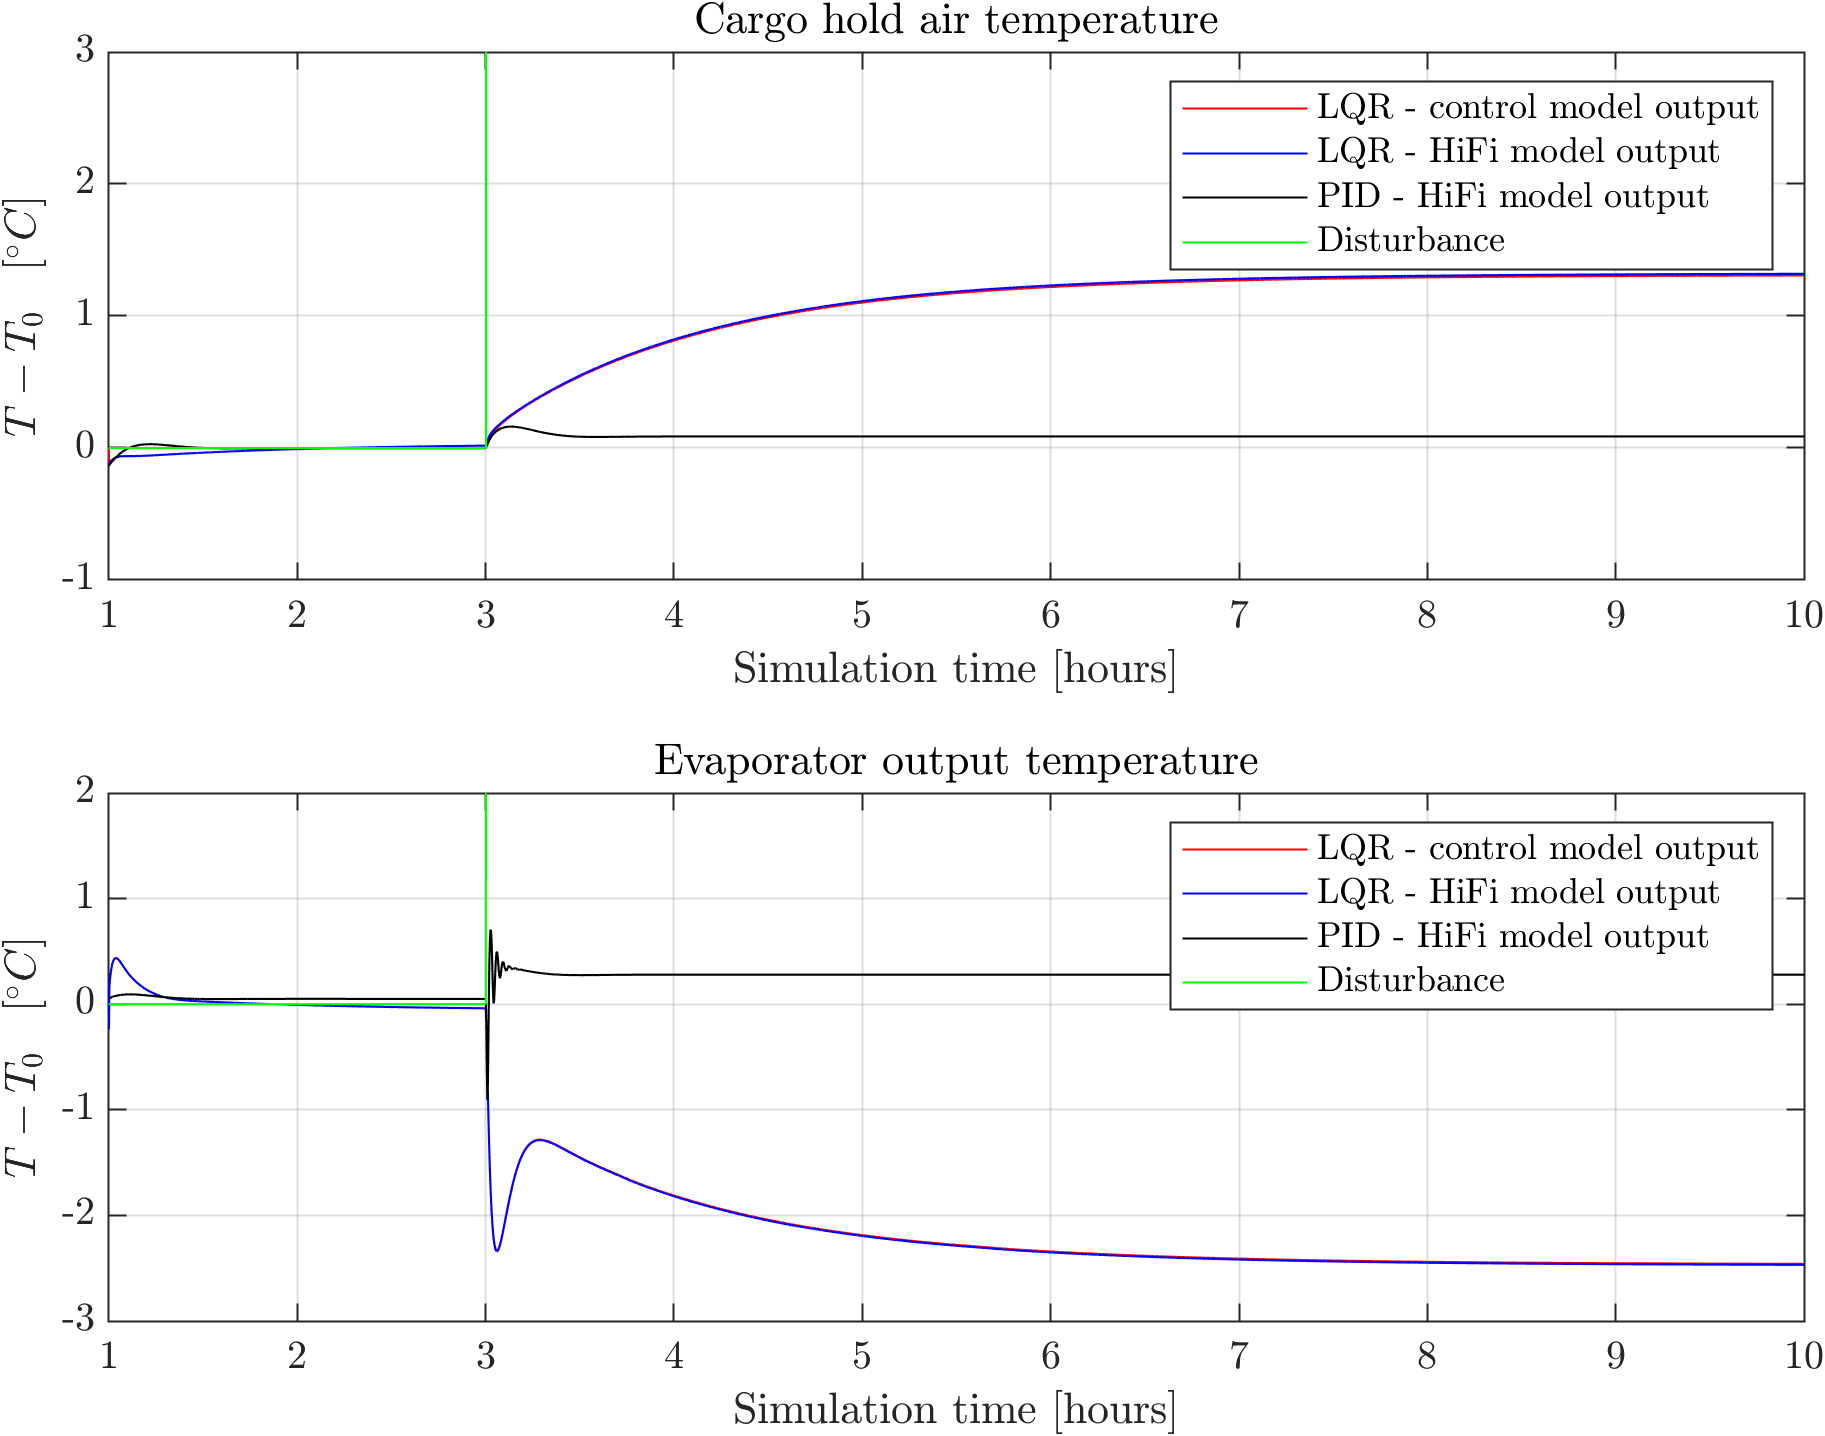 Cargo hold air temperature
3
2
1
0
-1
T − T₀ [°C]
LQR - control model output
LQR - HiFi model output
PID - HiFi model output
Disturbance
1 2 3 4 5 6 7 8 9 10
Simulation time [hours]
Evaporator output temperature
2
1
0
-1
-2
-3
T − T₀ [°C]
LQR - control model output
LQR - HiFi model output
PID - HiFi model output
Disturbance
1 2 3 4 5 6 7 8 9 10
Simulation time [hours]